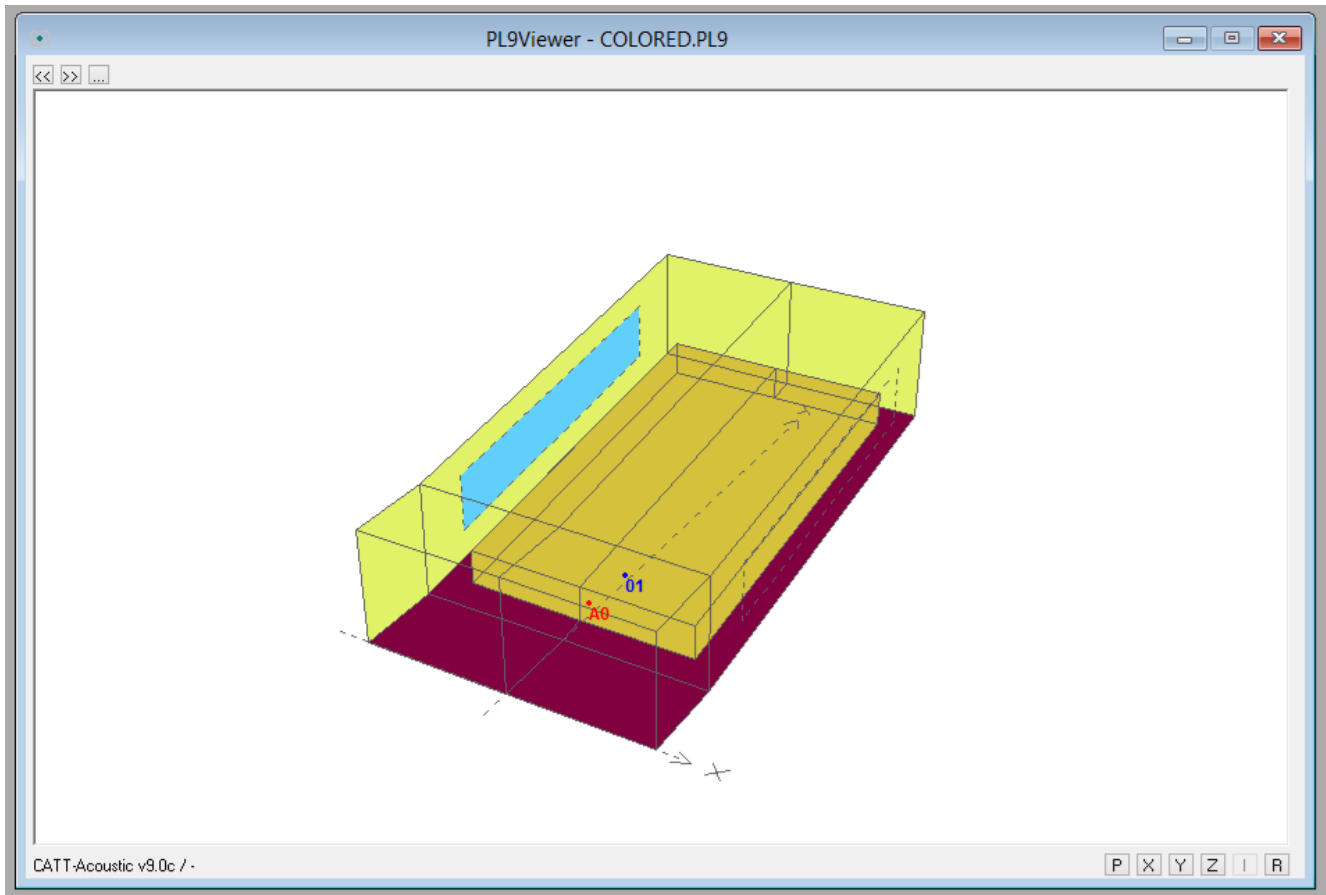 PL9Viewer - COLORED.PL9
<< >> ...
01
A0
X
CATT-Acoustic v9.0c / -
P X Y Z I R